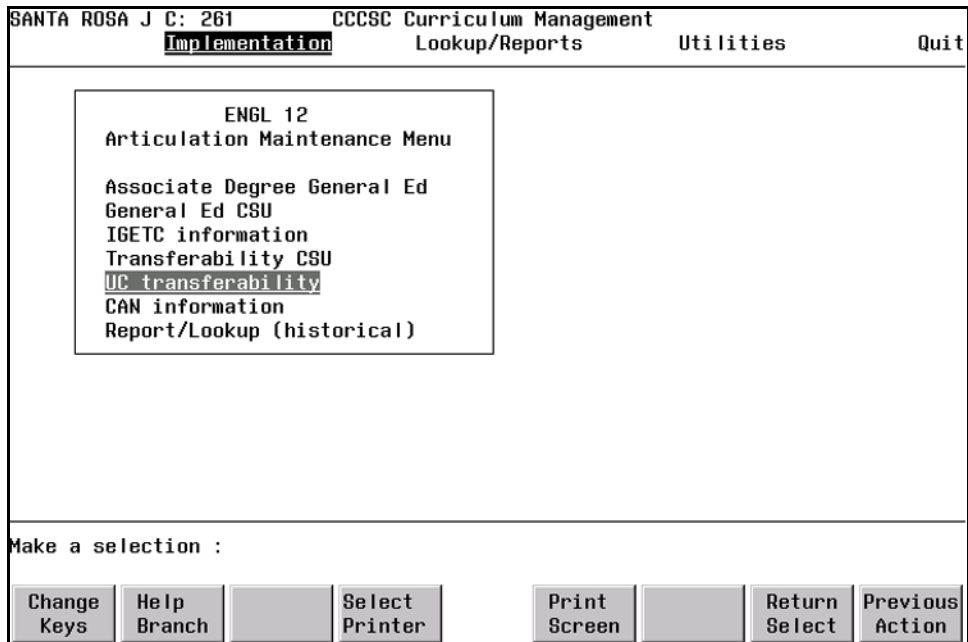 SANTA ROSA J C: 261 CCCSC Curriculum Management
Implementation Lookup/Reports Utilities Quit
ENGL 12
Articulation Maintenance Menu
Associate Degree General Ed
General Ed CSU
IGETC information
Transferability CSU
UC transferability
CAN information
Report/Lookup (historical)
Make a selection :
Change Keys
Help Branch
Select Printer
Print Screen
Return Select
Previous Action